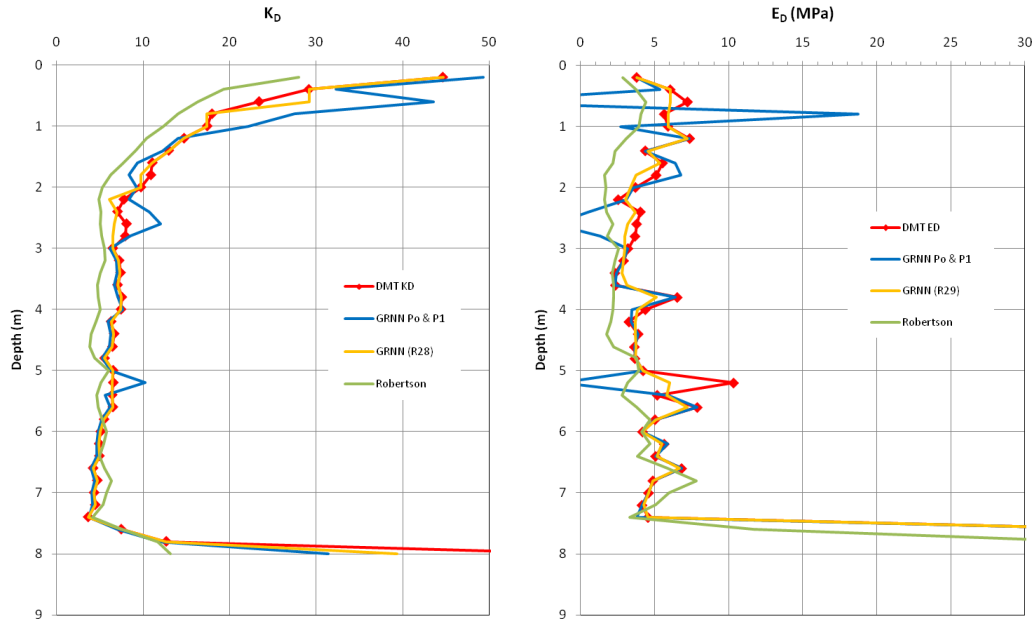 K_D
0 10 20 30 40 50
Depth (m)
0
1
2
3
4
5
6
7
8
9
DMT KD
GRNN Po & P1
GRNN (R28)
Robertson
E_D (MPa)
0 5 10 15 20 25 30
Depth (m)
0
1
2
3
4
5
6
7
8
9
DMT ED
GRNN Po & P1
GRNN (R29)
Robertson